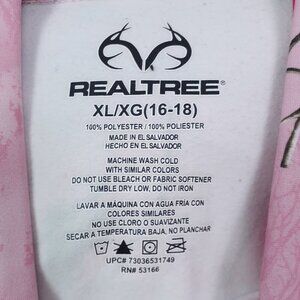 REALTREE
XL/XG(16-18)
100% POLYESTER / 100% POLIESTER
MADE IN EL SALVADOR
HECHO EN EL SALVADOR
MACHINE WASH COLD
WITH SIMILAR COLORS
DO NOT USE BLEACH OR FABRIC SOFTENER
TUMBLE DRY LOW, DO NOT IRON
LAVAR A MÁQUINA CON AGUA FRIA CON
COLORES SIMILARES
NO USE CLORO O SUAVIZANTE
SECAR A TEMPERATURA BAJA, NO PLANCHAR
UPC# 73036531749
RN# 53166